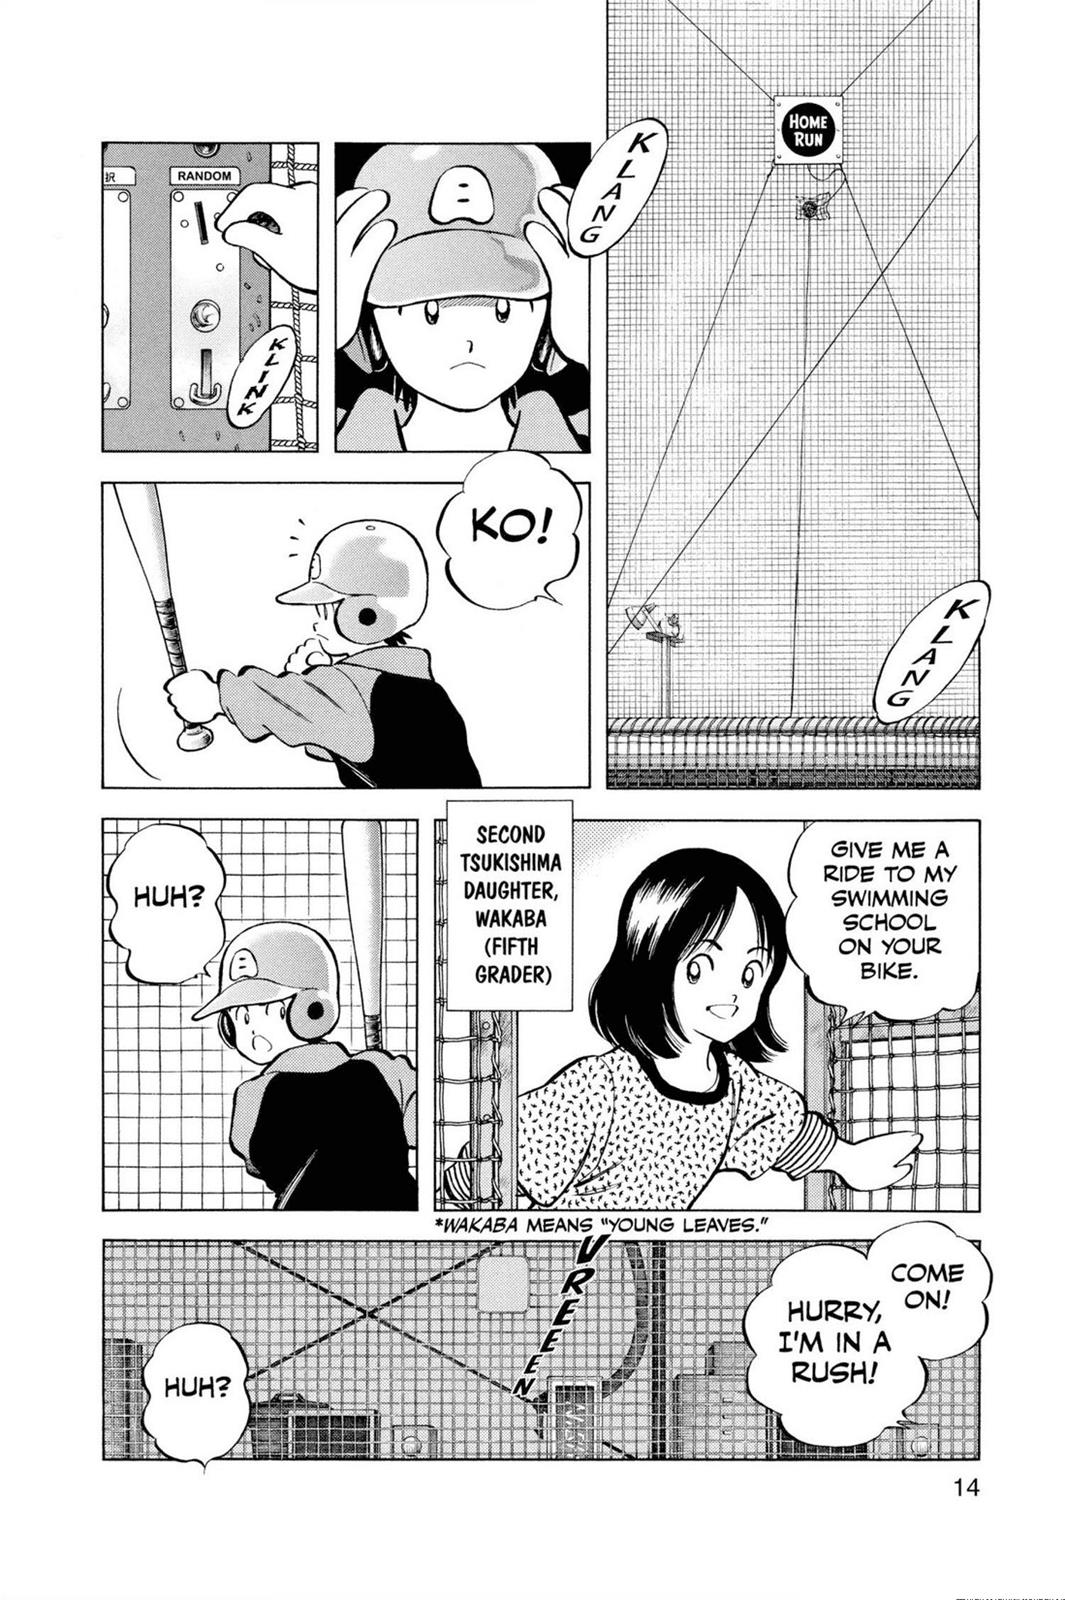 HOME
RUN
KLANG
KLANG
択
RANDOM
KLINK
KO!
GIVE ME A
RIDE TO MY
SWIMMING
SCHOOL
ON YOUR
BIKE.
SECOND
TSUKISHIMA
DAUGHTER,
WAKABA
(FIFTH
GRADER)
HUH?
*WAKABA MEANS "YOUNG LEAVES."
COME
ON!
HURRY,
I'M IN A
RUSH!
VREEEEN
HUH?
14